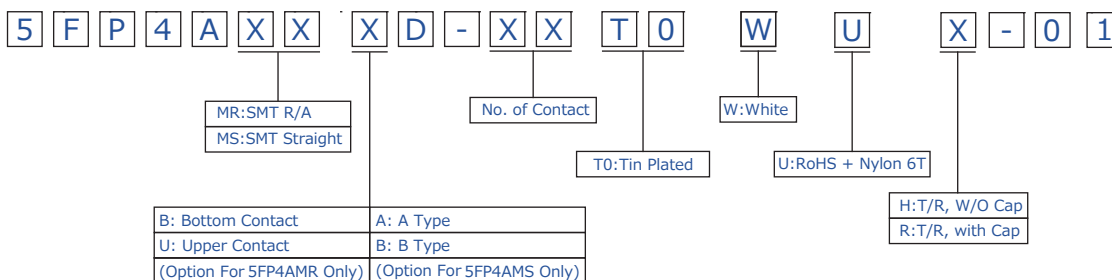 5 F P 4 A X X X D - X X T 0 W U X - 0 1
MR:SMT R/A
MS:SMT Straight
No. of Contact
W:White
T0:Tin Plated
U:RoHS + Nylon 6T
H:T/R, W/O Cap
R:T/R, with Cap
B: Bottom Contact A: A Type
U: Upper Contact B: B Type
(Option For 5FP4AMR Only) (Option For 5FP4AMS Only)